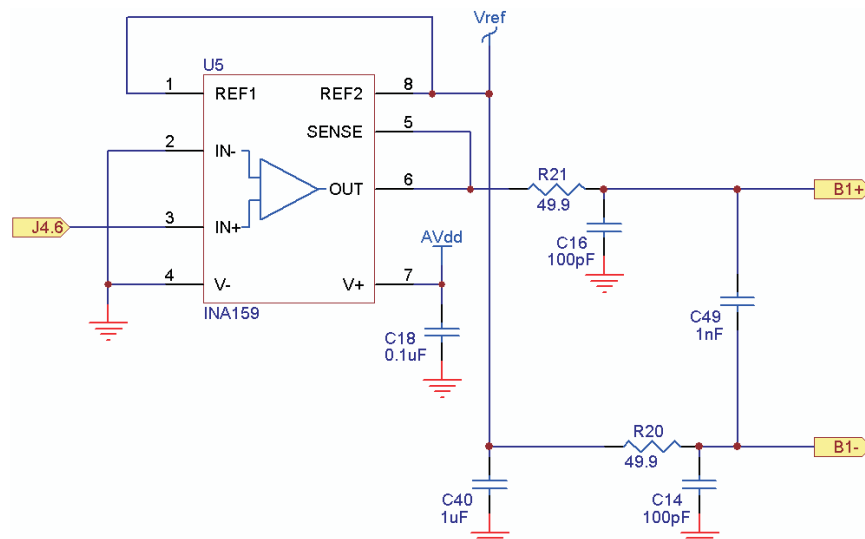 Vref
U5
1
REF1
REF2
8
SENSE
5
2
IN-
OUT
6
R21
49.9
B1+
J4.6
3
IN+
C16
100pF
AVdd
4
V-
V+
7
INA159
C18
0.1uF
C49
1nF
R20
49.9
B1-
C40
1uF
C14
100pF